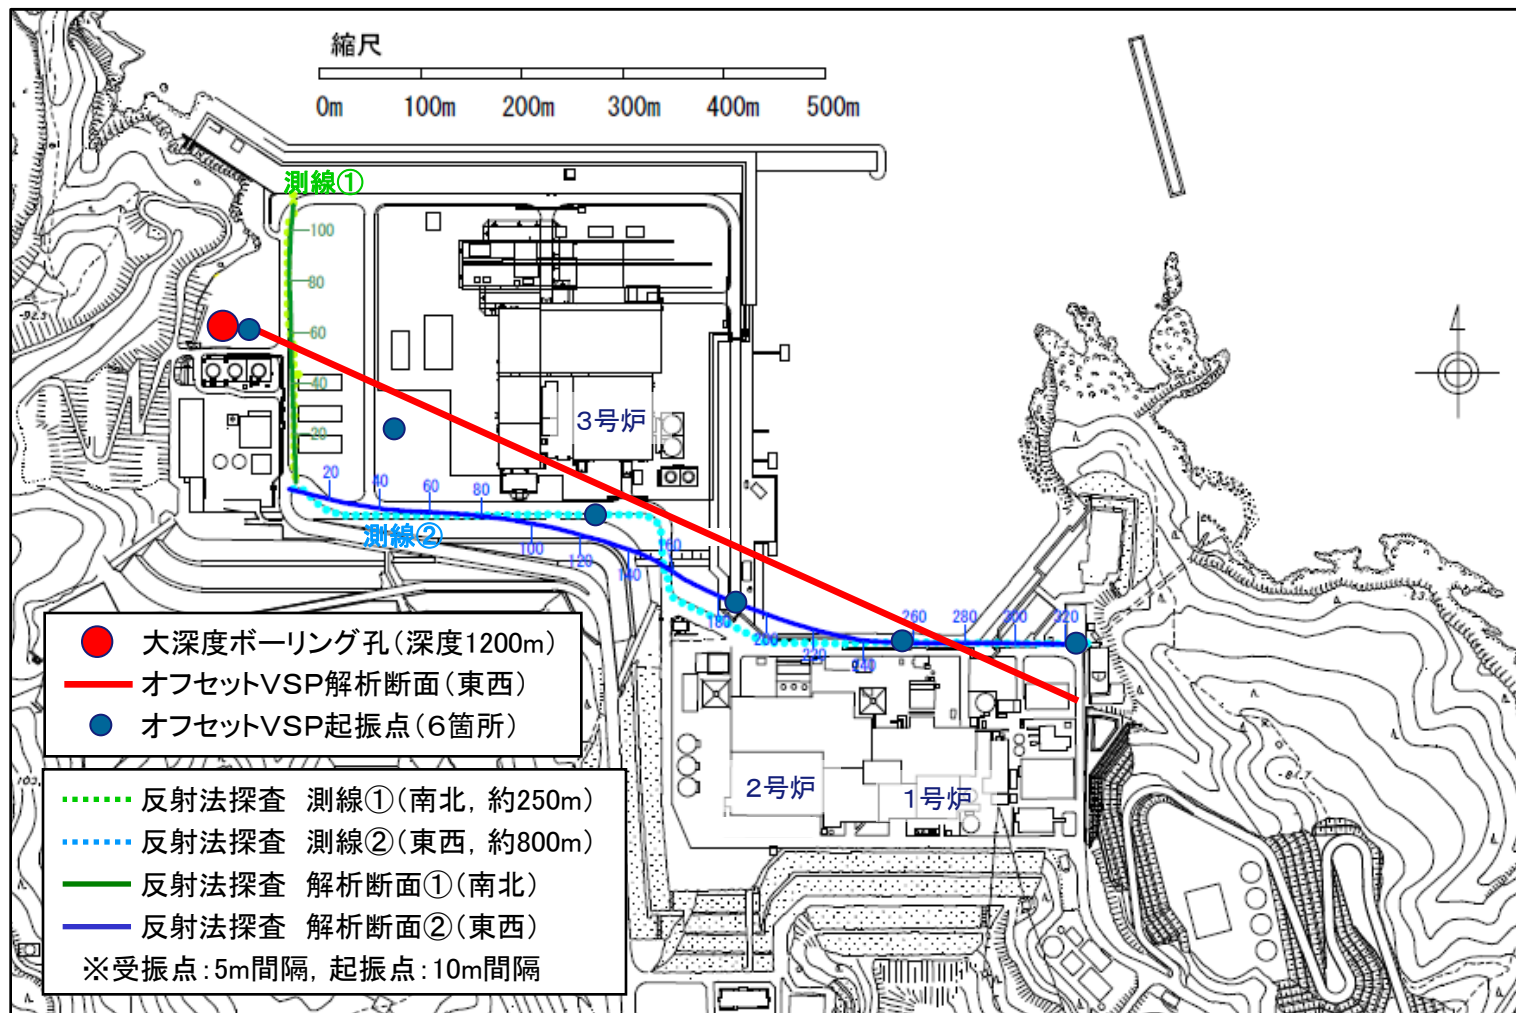 縮尺
0m 100m 200m 300m 400m 500m
測線①
100
80
60
40
20
-92.5
3号炉
20 40 60 80
測線②
100 120 140 160
180 200 220 240
260 280 300 320
2号炉
1号炉
大深度ボーリング孔（深度1200m）
オフセットVSP解析断面（東西）
オフセットVSP起振点（6箇所）
反射法探査 測線①（南北，約250m）
反射法探査 測線②（東西，約800m）
反射法探査 解析断面①（南北）
反射法探査 解析断面②（東西）
※受振点：5m間隔，起振点：10m間隔